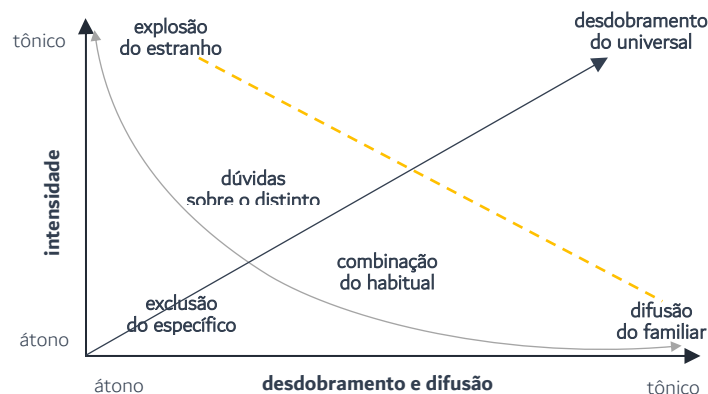 explosão
do estranho
desdobramento
do universal
tônico
intensidade
dúvidas
sobre o distinto
combinação
do habitual
exclusão
do específico
difusão
do familiar
átono
átono
desdobramento e difusão
tônico